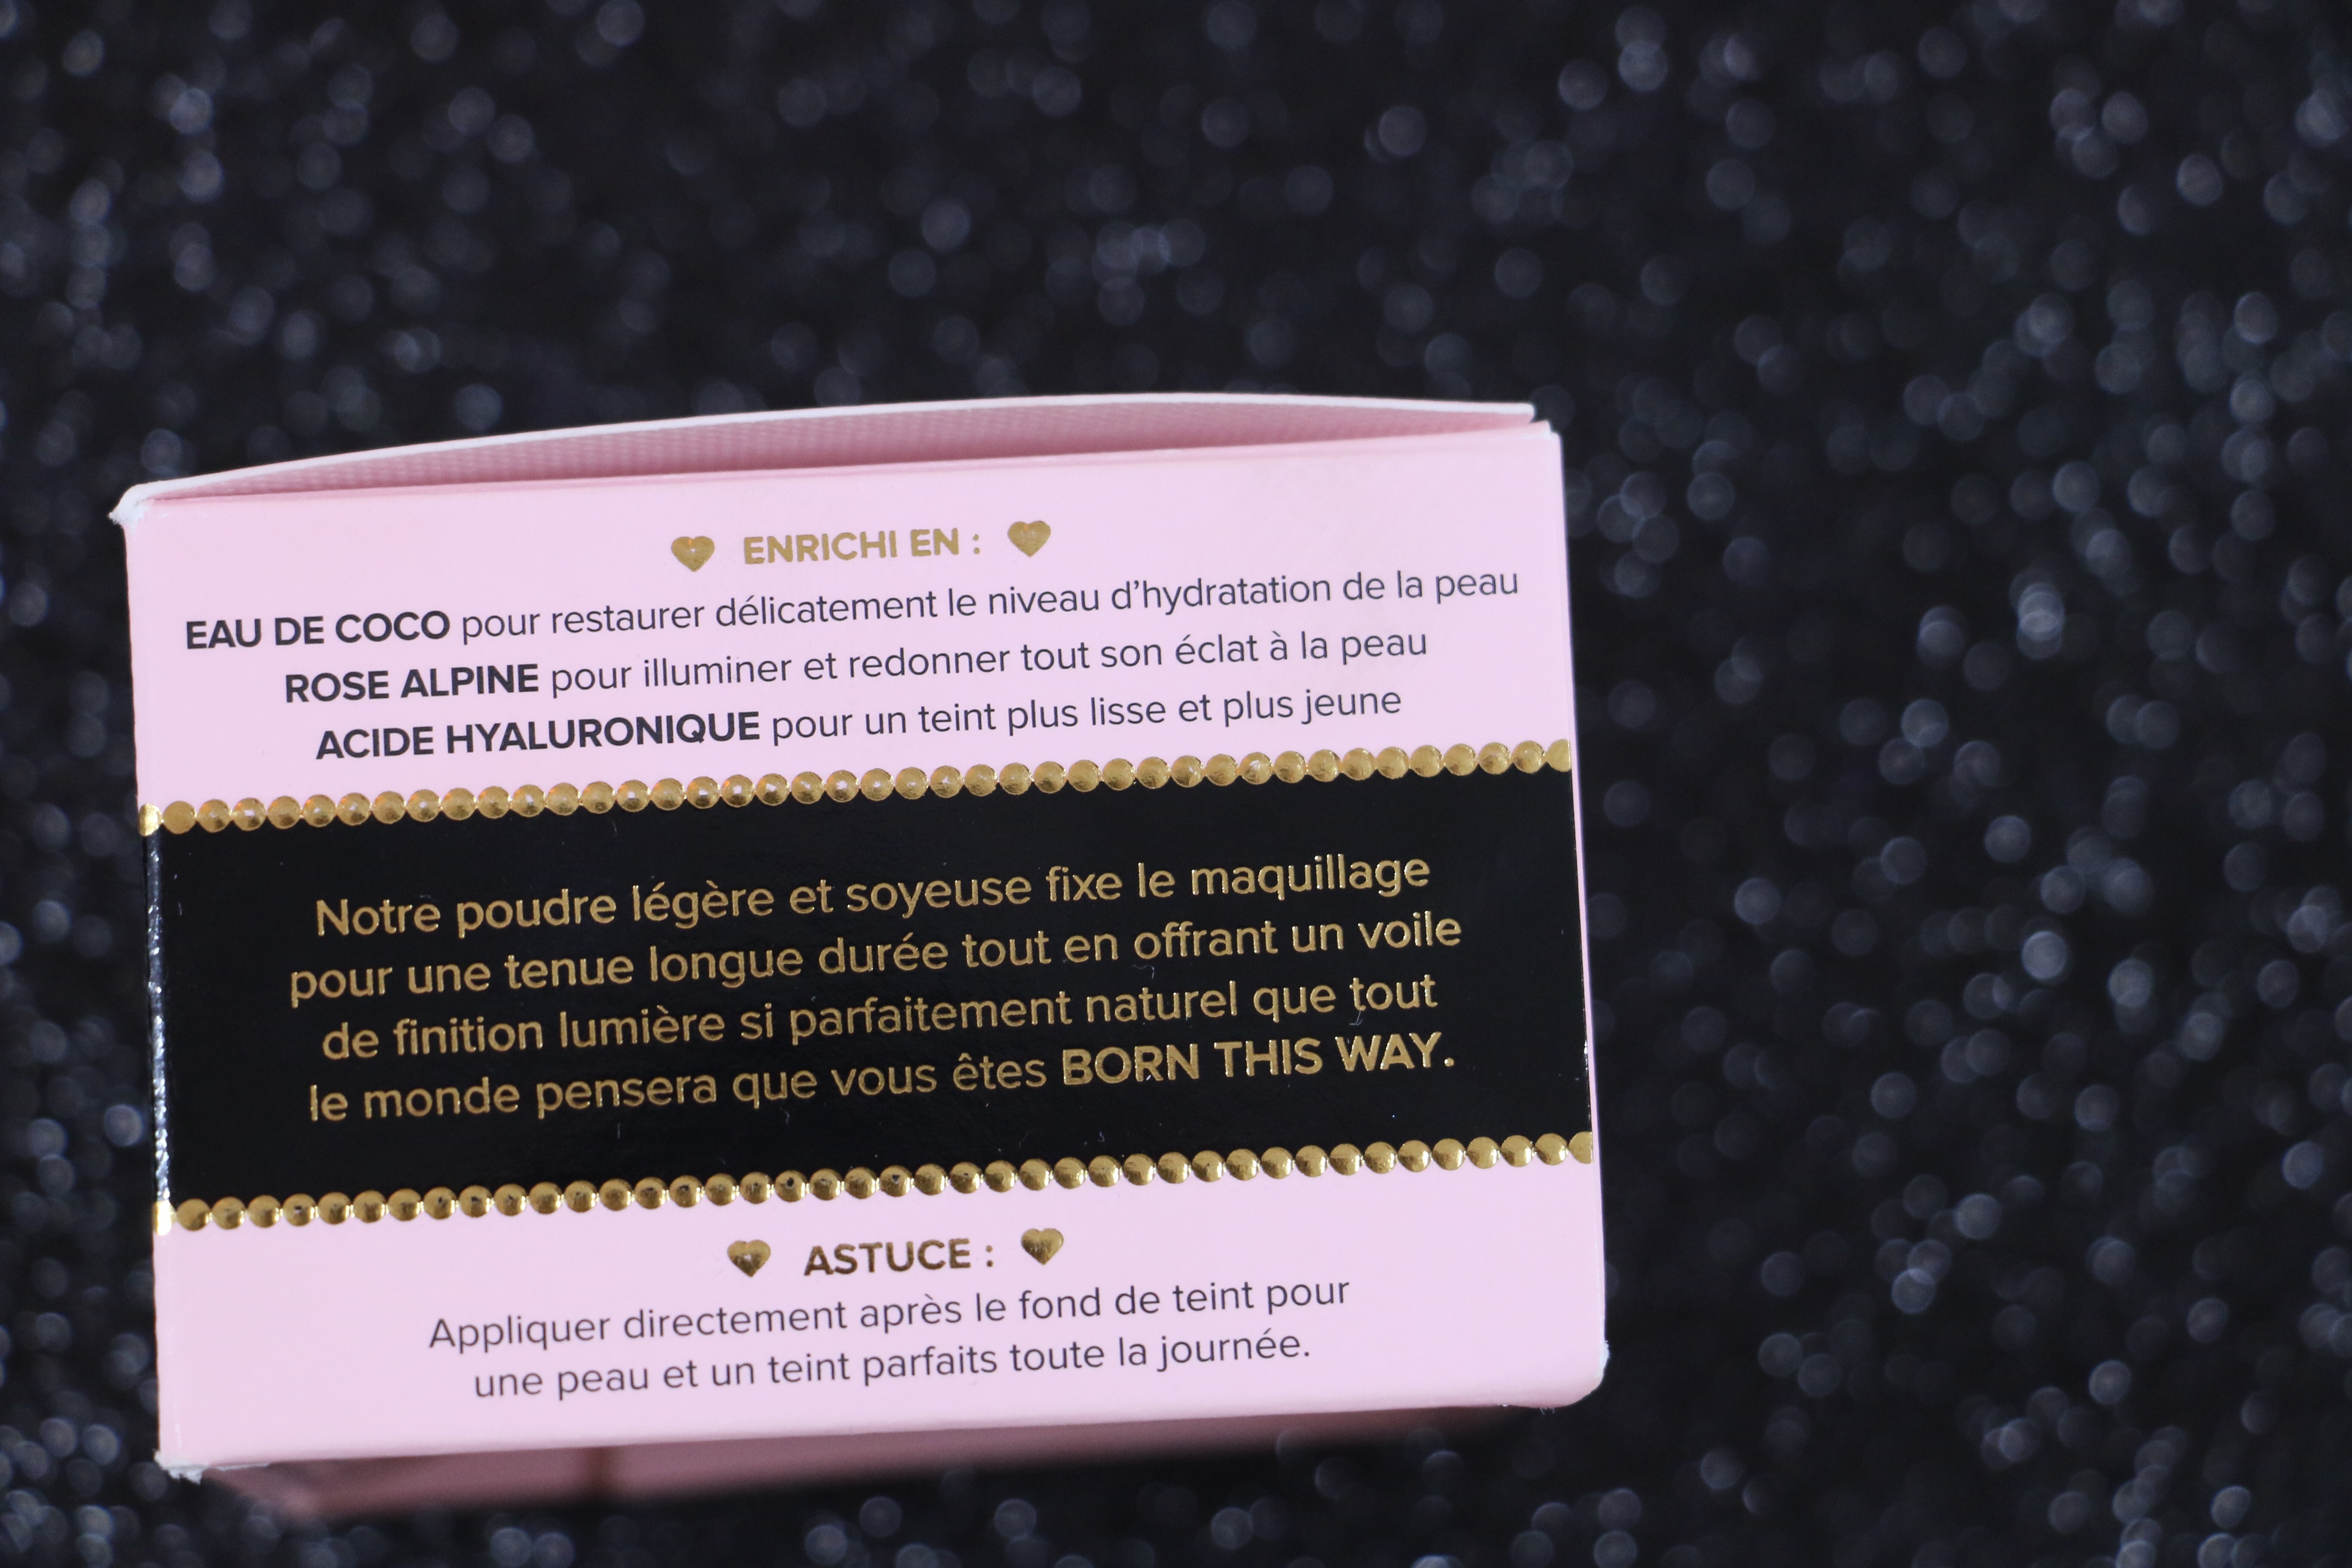 ENRICHI EN :
EAU DE COCO pour restaurer délicatement le niveau d'hydratation de la peau
ROSE ALPINE pour illuminer et redonner tout son éclat à la peau
ACIDE HYALURONIQUE pour un teint plus lisse et plus jeune
Notre poudre légère et soyeuse fixe le maquillage
pour une tenue longue durée tout en offrant un voile
de finition lumière si parfaitement naturel que tout
le monde pensera que vous êtes BORN THIS WAY.
ASTUCE :
Appliquer directement après le fond de teint pour
une peau et un teint parfaits toute la journée.